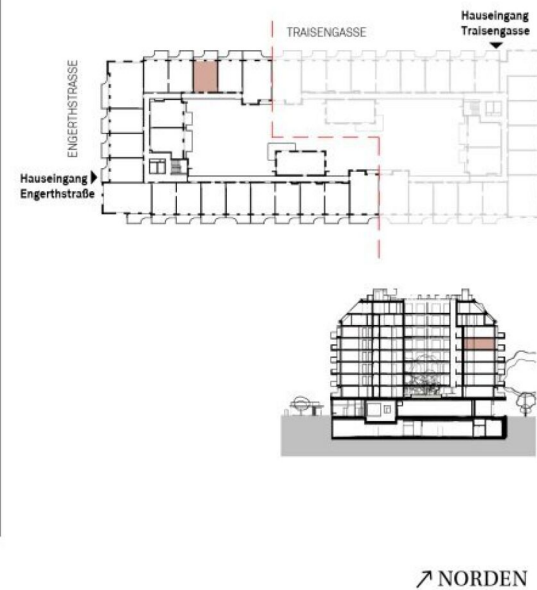 Hauseingang
Traisengasse
TRAISENGASSE
ENGERTHSTRASSE
Hauseingang
Engerthstraße
NORDEN